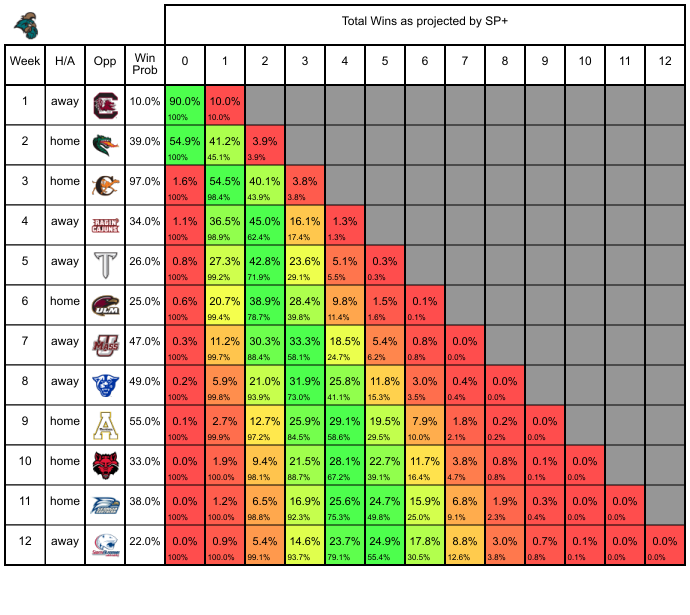 Total Wins as projected by SP+
Week H/A Opp Win Prob 0 1 2 3 4 5 6 7 8 9 10 11 12
1 away 10.0% 90.0% 10.0%
100% 10.0%
2 home 39.0% 54.9% 41.2% 3.9%
100% 45.1% 3.9%
3 home C 97.0% 1.6% 54.5% 40.1% 3.8%
100% 98.4% 43.9% 3.8%
4 away RAGIN CAJUNS 34.0% 1.1% 36.5% 45.0% 16.1% 1.3%
100% 98.9% 62.4% 17.4% 1.3%
5 away T 26.0% 0.8% 27.3% 42.8% 23.6% 5.1% 0.3%
100% 99.2% 71.9% 29.1% 5.5% 0.3%
6 home ULM 25.0% 0.6% 20.7% 38.9% 28.4% 9.8% 1.5% 0.1%
100% 99.4% 78.7% 39.8% 11.4% 1.6% 0.1%
7 away U MASS 47.0% 0.3% 11.2% 30.3% 33.3% 18.5% 5.4% 0.8% 0.0%
100% 99.7% 88.4% 58.1% 24.7% 6.2% 0.8% 0.0%
8 away 49.0% 0.2% 5.9% 21.0% 31.9% 25.8% 11.8% 3.0% 0.4% 0.0%
100% 99.8% 93.9% 73.0% 41.1% 15.3% 3.5% 0.4% 0.0%
9 home A 55.0% 0.1% 2.7% 12.7% 25.9% 29.1% 19.5% 7.9% 1.8% 0.2% 0.0%
100% 99.9% 97.2% 84.5% 58.6% 29.5% 10.0% 2.1% 0.2% 0.0%
10 home 33.0% 0.0% 1.9% 9.4% 21.5% 28.1% 22.7% 11.7% 3.8% 0.8% 0.1% 0.0%
100% 100.0% 98.1% 88.7% 67.2% 39.1% 16.4% 4.7% 0.8% 0.1% 0.0%
11 home 38.0% 0.0% 1.2% 6.5% 16.9% 25.6% 24.7% 15.9% 6.8% 1.9% 0.3% 0.0% 0.0%
100% 100.0% 98.8% 92.3% 75.3% 49.8% 25.0% 9.1% 2.3% 0.4% 0.0% 0.0%
12 away 22.0% 0.0% 0.9% 5.4% 14.6% 23.7% 24.9% 17.8% 8.8% 3.0% 0.7% 0.1% 0.0% 0.0%
100% 100.0% 99.1% 93.7% 79.1% 55.4% 30.5% 12.6% 3.8% 0.8% 0.1% 0.0% 0.0%